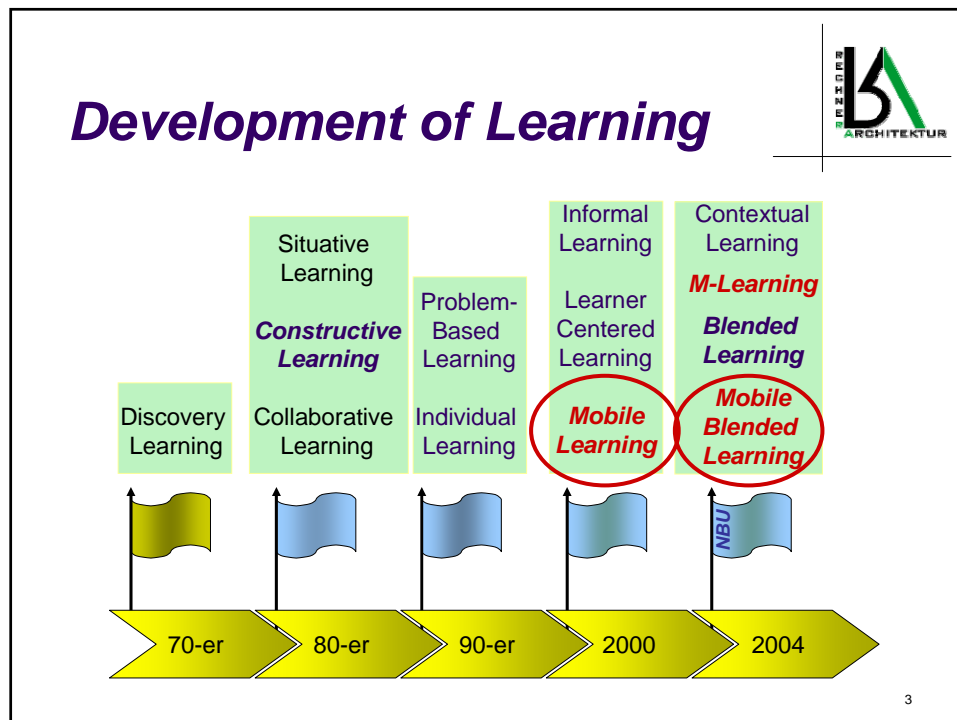 Development of Learning
RECHNER
ARCHITEKTUR
Discovery
Learning
Situative
Learning
Constructive
Learning
Collaborative
Learning
Problem-
Based
Learning
Individual
Learning
Informal
Learning
Learner
Centered
Learning
Mobile
Learning
Contextual
Learning
M-Learning
Blended
Learning
Mobile
Blended
Learning
NBU
70-er
80-er
90-er
2000
2004
3